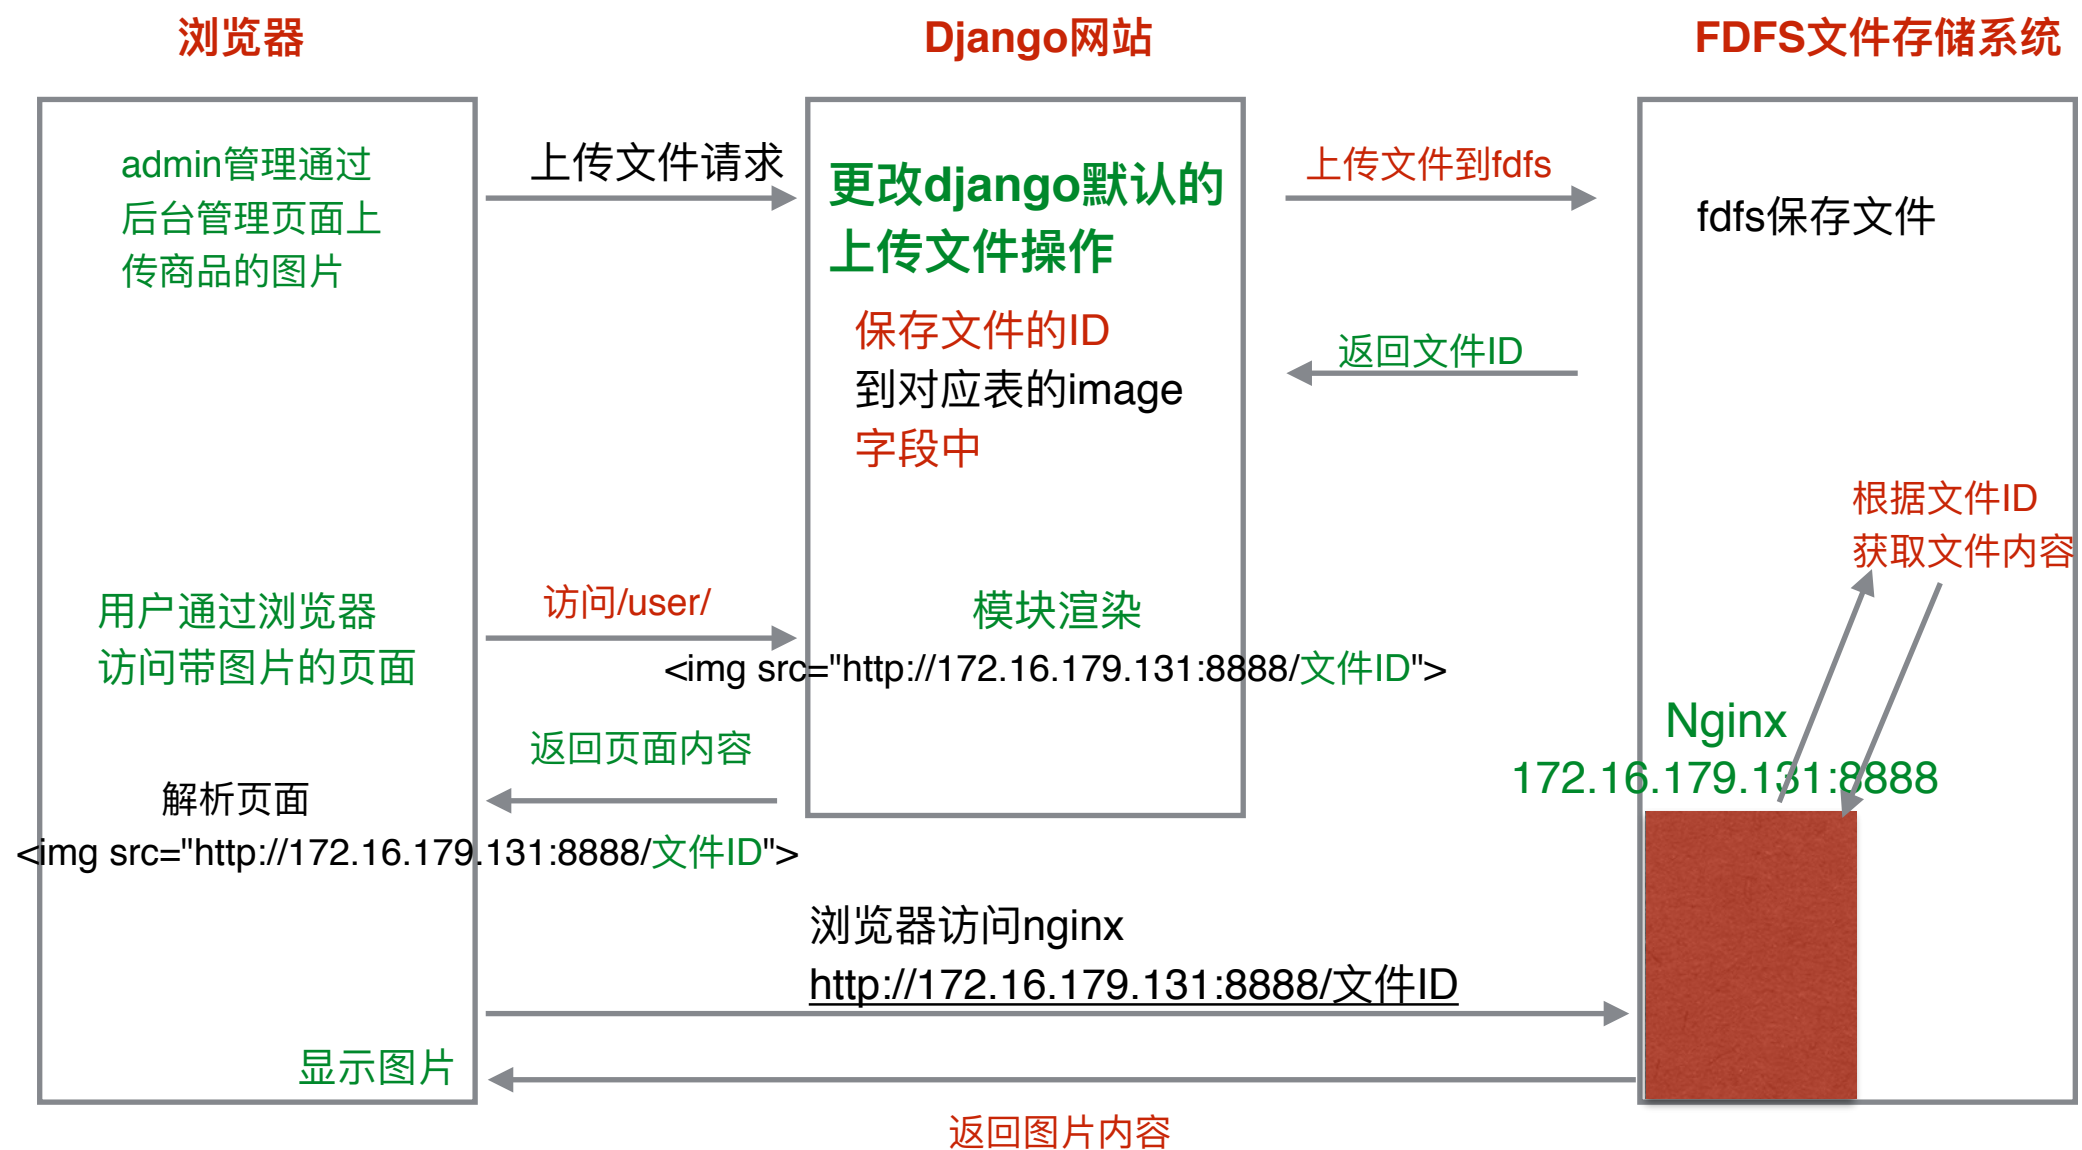 浏览器
Django网站
FDFS文件存储系统
admin管理通过
后台管理页面上
传商品的图片
上传文件请求
更改django默认的
上传文件操作
上传文件到fdfs
fdfs保存文件
保存文件的ID
到对应表的image
字段中
返回文件ID
根据文件ID
获取文件内容
用户通过浏览器
访问带图片的页面
访问/user/
模块渲染
<img src="http://172.16.179.131:8888/文件ID">
Nginx
172.16.179.131:8888
返回页面内容
解析页面
<img src="http://172.16.179.131:8888/文件ID">
浏览器访问nginx
http://172.16.179.131:8888/文件ID
显示图片
返回图片内容